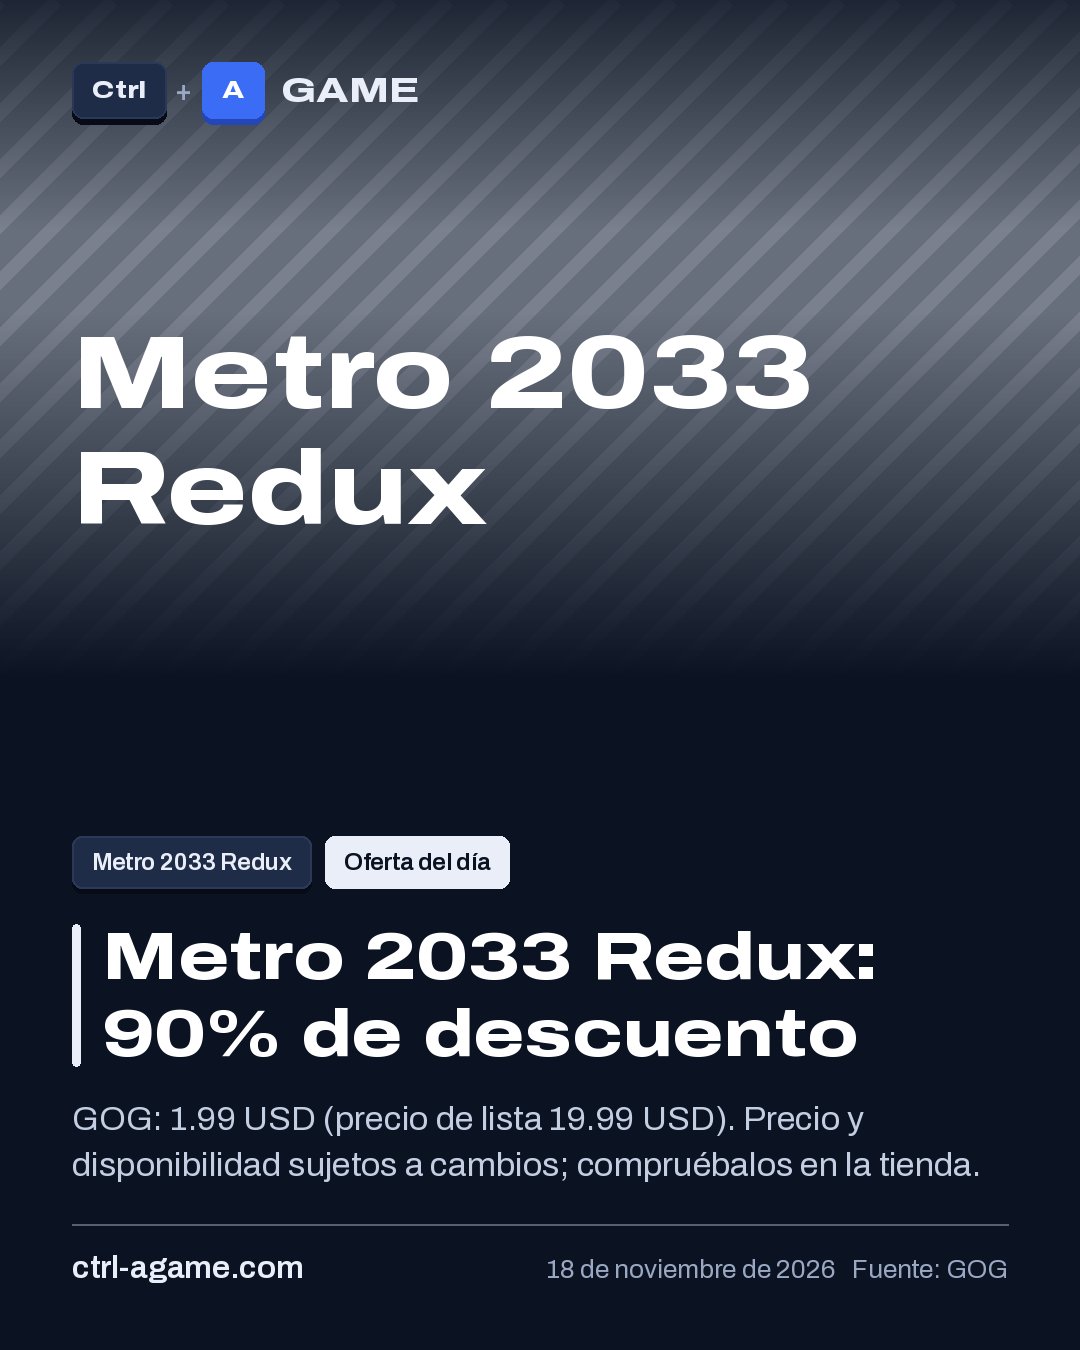 Ctrl + A GAME
Metro 2033
Redux
Metro 2033 Redux Oferta del día
Metro 2033 Redux:
90% de descuento
GOG: 1.99 USD (precio de lista 19.99 USD). Precio y
disponibilidad sujetos a cambios; compruébalos en la tienda.
ctrl-agame.com 18 de noviembre de 2026 Fuente: GOG